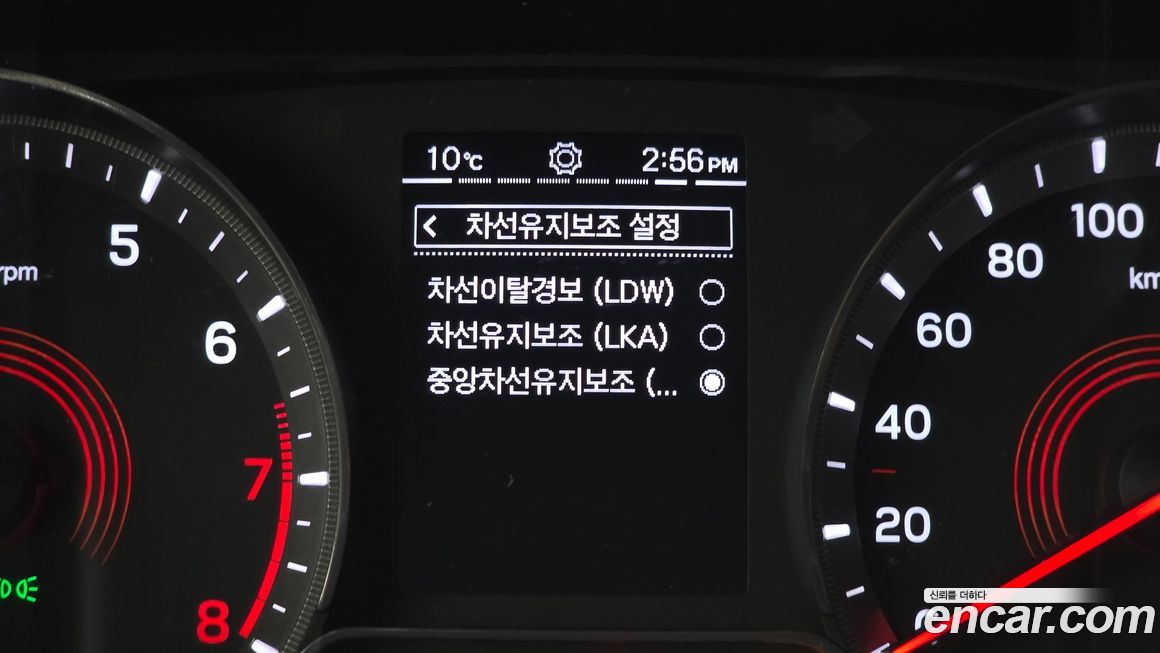 10℃
2:56 PM
차선유지보조 설정
차선이탈경보 (LDW)
차선유지보조 (LKA)
중앙차선유지보조 (...
5
rpm
6
7
8
100
80
km
60
40
20
신뢰를 더하다
encar.com